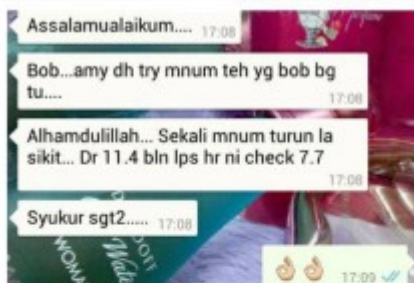 Assalamualaikum.... 17:08
Bob...amy dh try mnum teh yg bob bg
tu....
17:08
Alhamdulillah... Sekali mnum turun la
sikit... Dr 11.4 bln lps hr ni check 7.7
17:08
Syukur sgt2..... 17:08
👌 👌 17:09